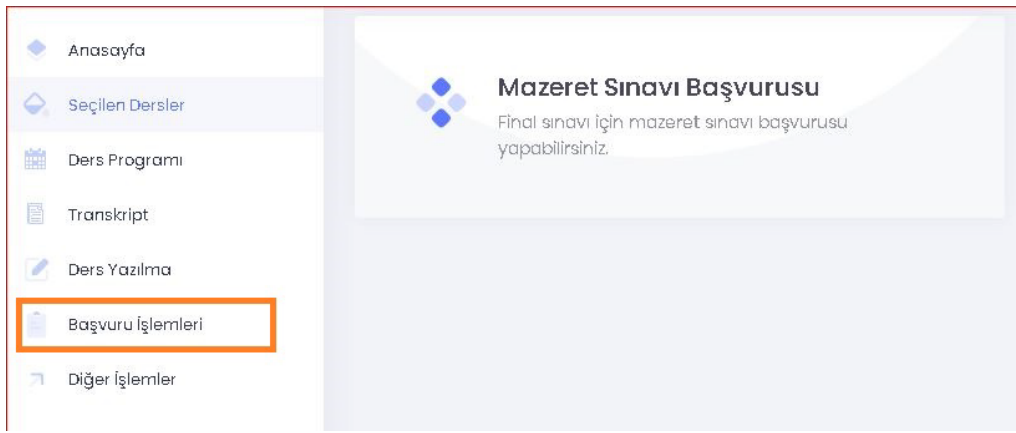 Anasayfa
Seçilen Dersler
Ders Programı
Transkript
Ders Yazılma
Başvuru İşlemleri
Diğer İşlemler
Mazeret Sınavı Başvurusu
Final sınavı için mazeret sınavı başvurusu
yapabilirsiniz.